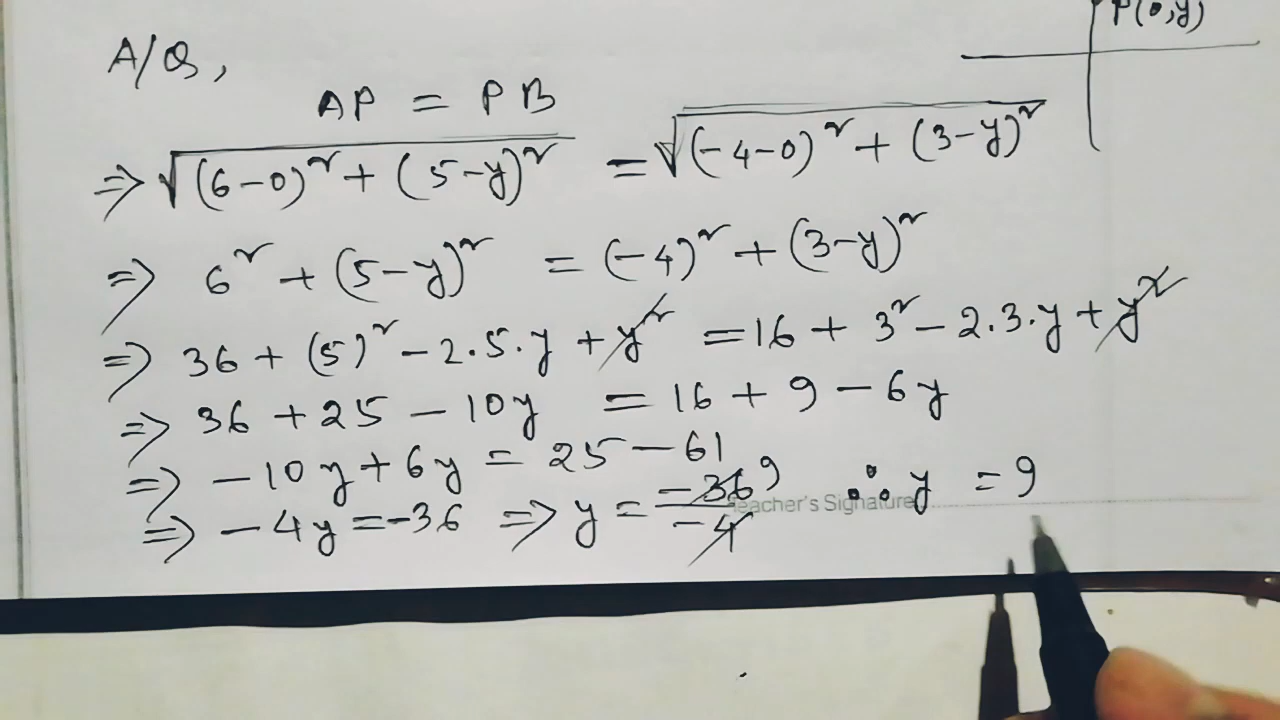 P(0,y)
A/Q,
AP = PB
⇒ √(6-0)² + (5-y)² = √(-4-0)² + (3-y)²
⇒ 6² + (5-y)² = (-4)² + (3-y)²
⇒ 36 + (5)² - 2.5.y + y² = 16 + 3² - 2.3.y + y²
⇒ 36 + 25 - 10y = 16 + 9 - 6y
⇒ -10y + 6y = 25 - 61
⇒ -4y = -36 ⇒ y = -36/-4 9 ∴ y = 9
Teacher's Signature